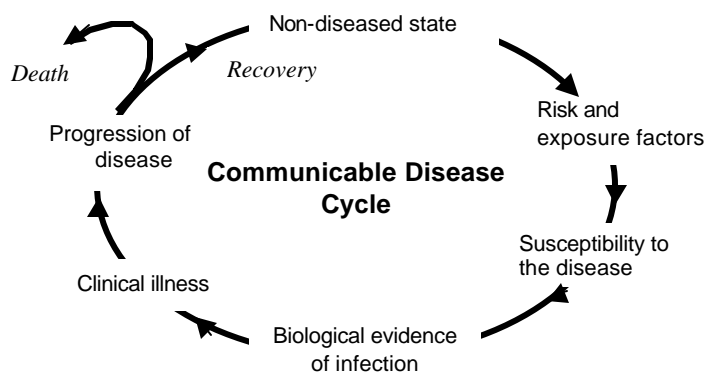 Non-diseased state
Death
Recovery
Risk and
exposure factors
Progression of
disease
Communicable Disease
Cycle
Susceptibility to
the disease
Clinical illness
Biological evidence
of infection